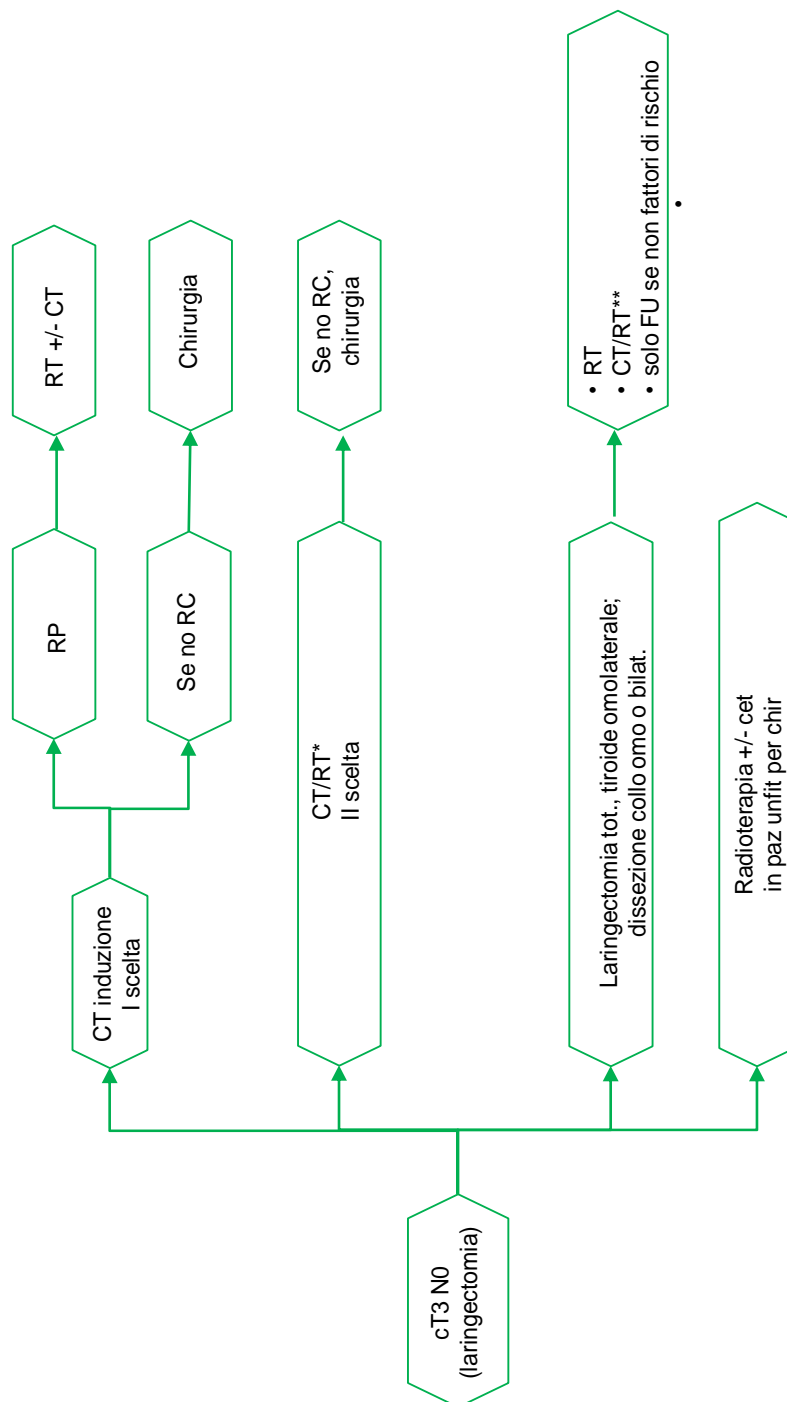 cT3 N0
(laringectomia)
CT induzione
I scelta
RP
RT +/- CT
Se no RC
Chirurgia
CT/RT*
II scelta
Se no RC,
chirurgia
Laringectomia tot., tiroide omolaterale;
dissezione collo omo o bilat.
• RT
• CT/RT**
• solo FU se non fattori di rischio
•
Radioterapia +/- cet
in paz unfit per chir